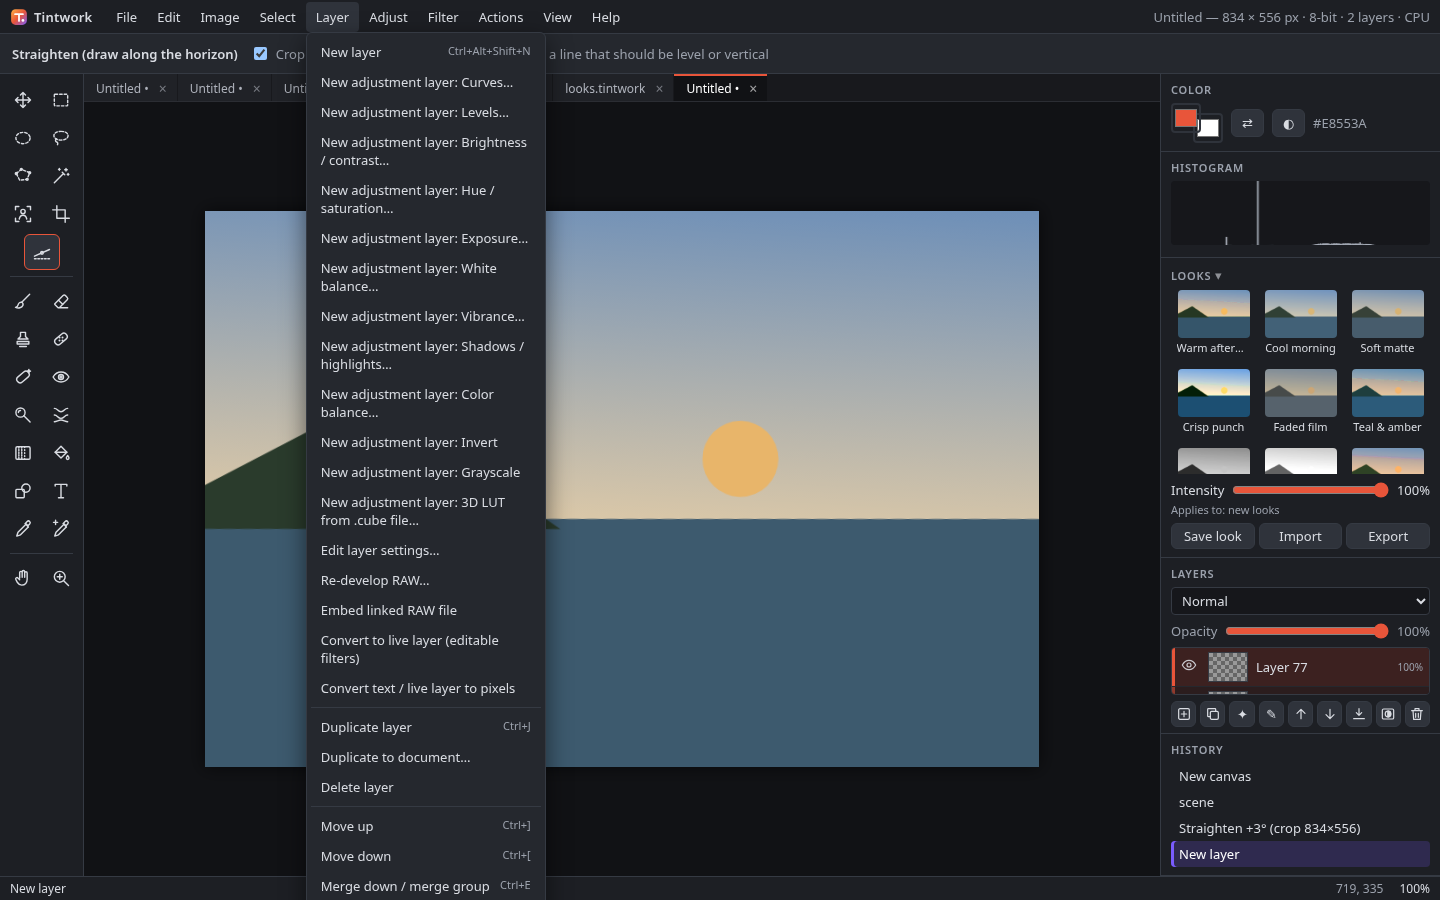 Tintwork File Edit Image Select Layer Adjust Filter Actions View Help Untitled — 834 × 556 px · 8-bit · 2 layers · CPU
Straighten (draw along the horizon) Crop a line that should be level or vertical
Untitled • × Untitled • × Unti looks.tintwork × Untitled • ×
New layer Ctrl+Alt+Shift+N
New adjustment layer: Curves...
New adjustment layer: Levels...
New adjustment layer: Brightness
/ contrast...
New adjustment layer: Hue /
saturation...
New adjustment layer: Exposure...
New adjustment layer: White
balance...
New adjustment layer: Vibrance...
New adjustment layer: Shadows /
highlights...
New adjustment layer: Color
balance...
New adjustment layer: Invert
New adjustment layer: Grayscale
New adjustment layer: 3D LUT
from .cube file...
Edit layer settings...
Re-develop RAW...
Embed linked RAW file
Convert to live layer (editable
filters)
Convert text / live layer to pixels
Duplicate layer Ctrl+J
Duplicate to document...
Delete layer
Move up Ctrl+]
Move down Ctrl+[
Merge down / merge group Ctrl+E
COLOR
#E8553A
HISTOGRAM
LOOKS ▾
Warm after... Cool morning Soft matte
Crisp punch Faded film Teal & amber
Intensity 100%
Applies to: new looks
Save look Import Export
LAYERS
Normal
Opacity 100%
Layer 77 100%
HISTORY
New canvas
scene
Straighten +3° (crop 834×556)
New layer
New layer 719, 335 100%